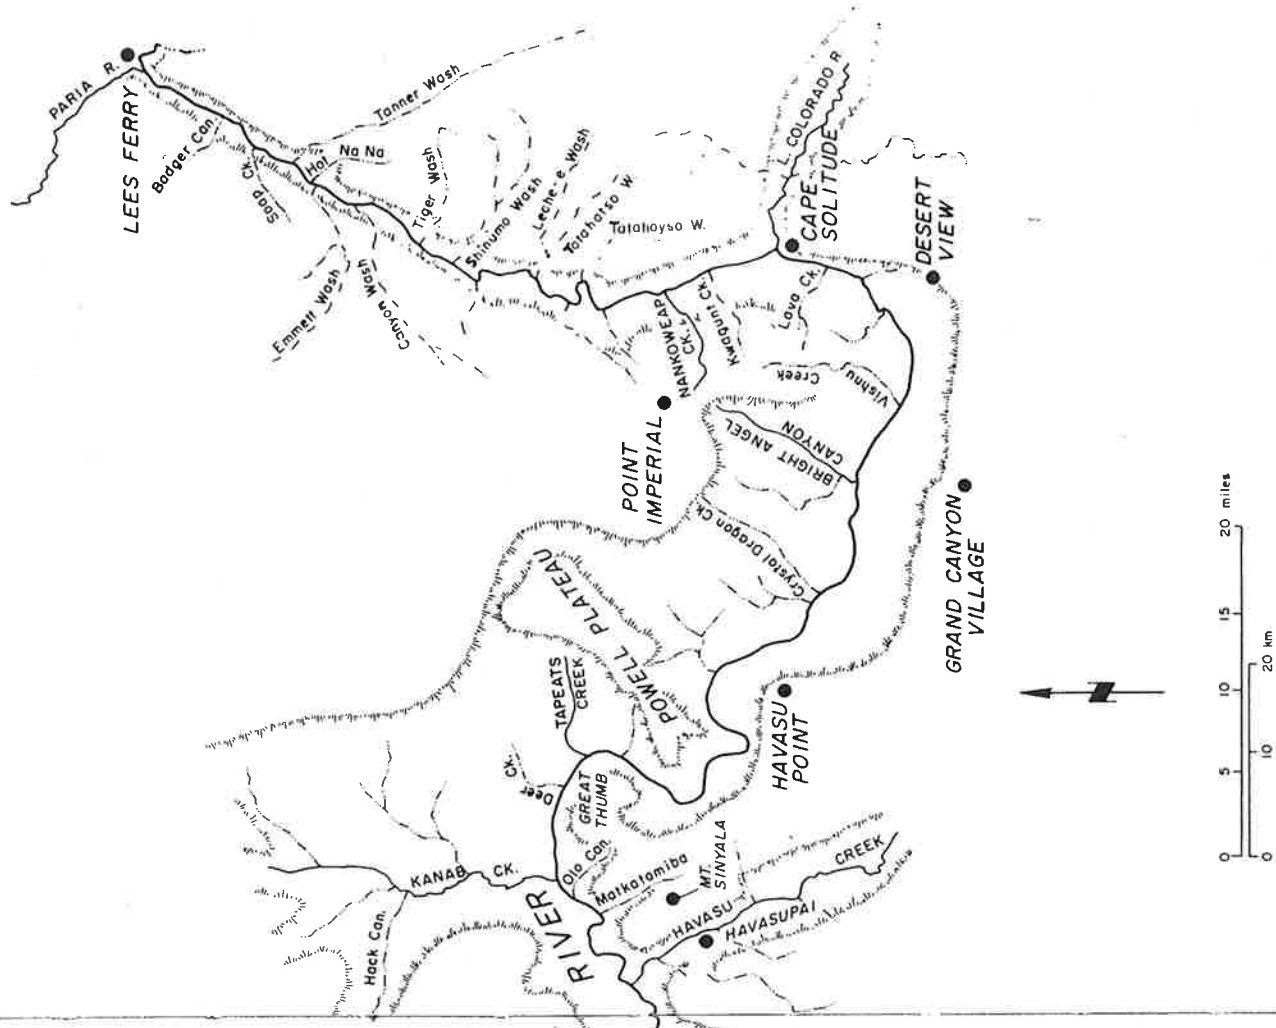 PARIA R.
LEES FERRY
Badger Can.
Soap Ck.
Hot Na Na
Tanner Wash
Tiger Wash
Emmett Wash
Canyon Wash
Shinumo Wash
Leche-e Wash
Tatahatso W.
Tatahoyso W.
L. COLORADO R
CAPE
SOLITUDE
DESERT
VIEW
NANKOWEAP
CK.
Kwagunt Ck.
Lava Ck.
Vishnu
Creek
POINT
IMPERIAL
BRIGHT ANGEL
CANYON
Crystal Dragon Ck
GRAND CANYON
VILLAGE
POWELL PLATEAU
TAPEATS
CREEK
Deer CK.
GREAT
THUMB
HAVASU
POINT
KANAB CK.
Hack Can.
RIVER
Olo Can.
Matkatamiba
MT.
SINYALA
HAVASU CREEK
HAVASUPAI
N
0 5 10 15 20 miles
0 10 20 km